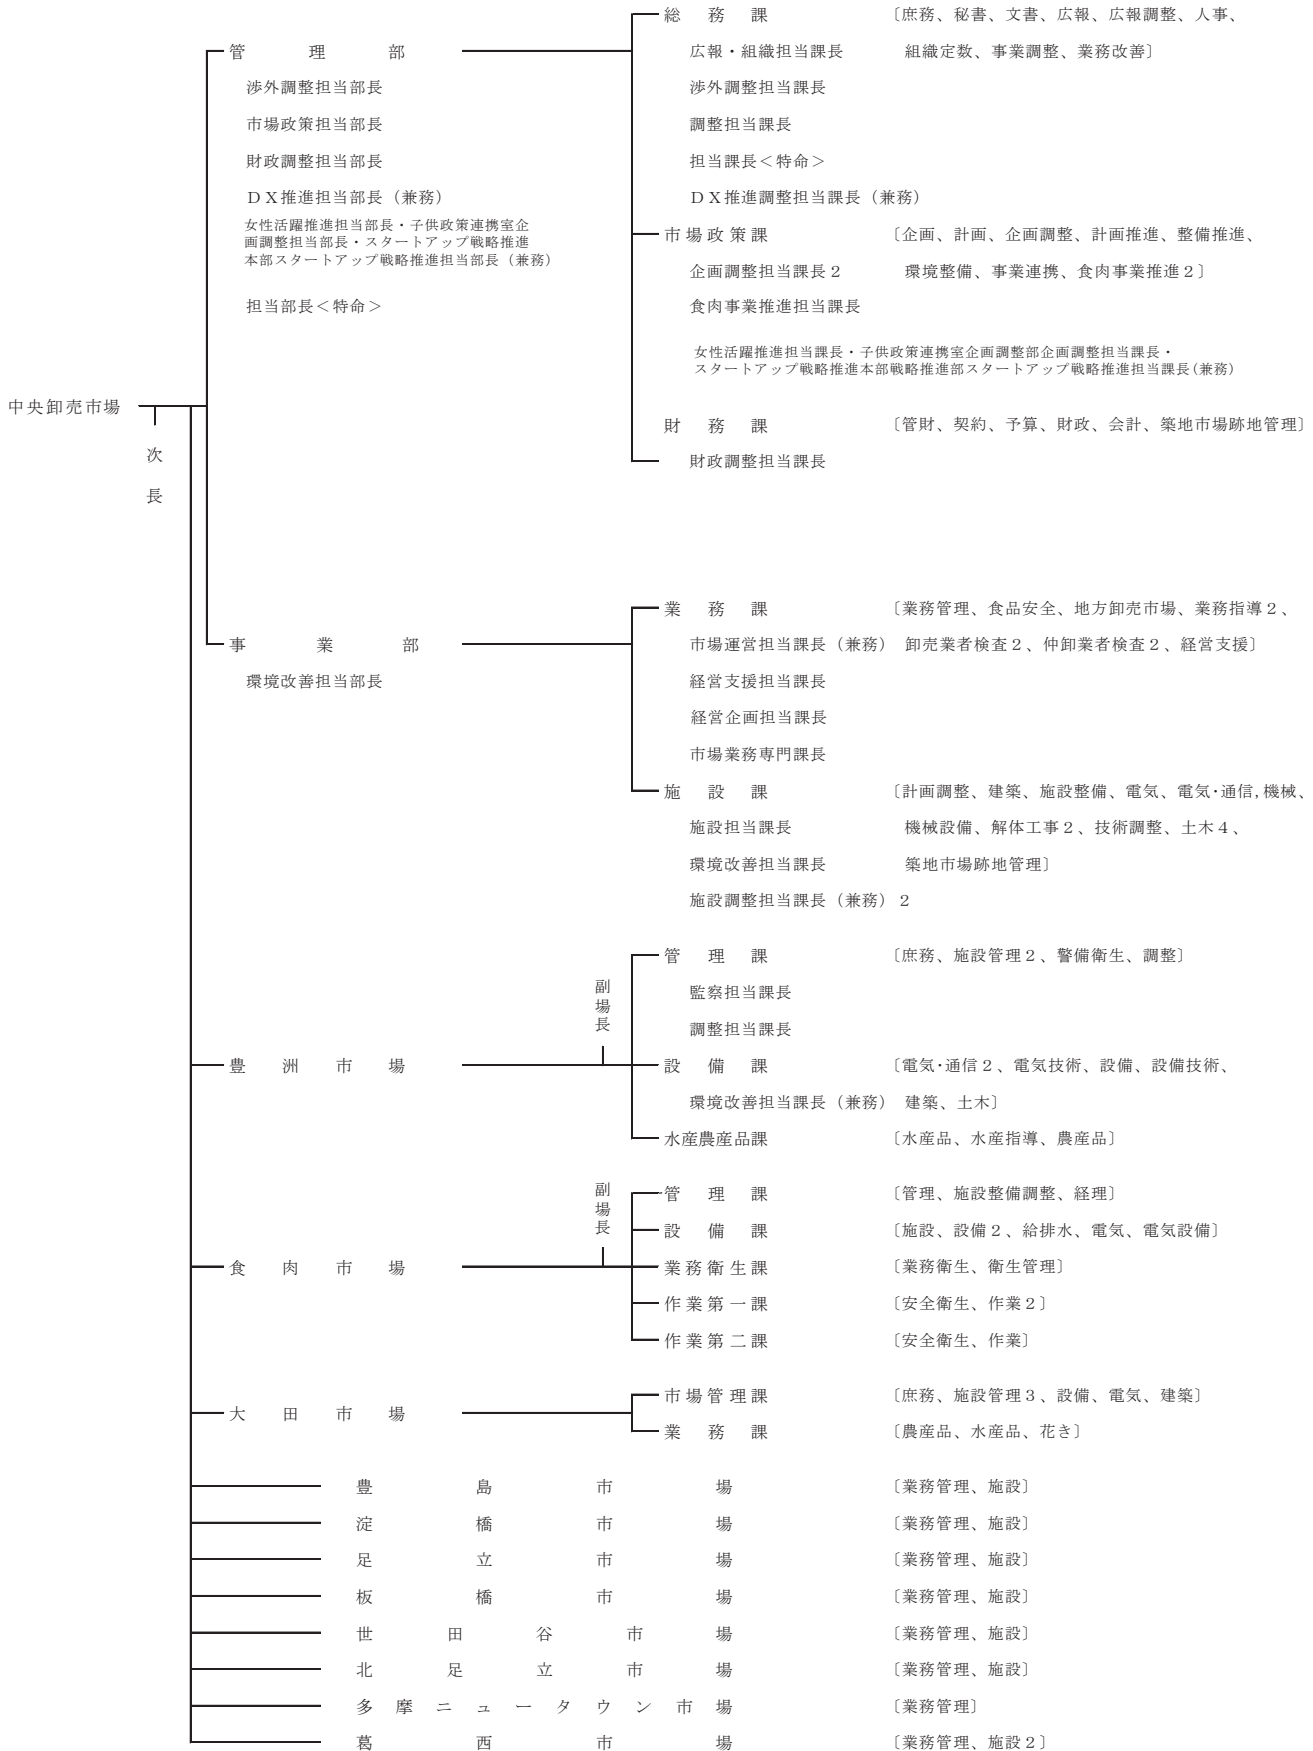 総務課 〔庶務、秘書、文書、広報、広報調整、人事、
管理部
広報・組織担当課長 組織定数、事業調整、業務改善〕
渉外調整担当部長 渉外調整担当課長
市場政策担当部長 調整担当課長
財政調整担当部長 担当課長＜特命＞
ＤＸ推進担当部長（兼務） ＤＸ推進調整担当課長（兼務）
女性活躍推進担当部長・子供政策連携室企
画調整担当部長・スタートアップ戦略推進
本部スタートアップ戦略推進担当部長（兼務）
担当部長＜特命＞
市場政策課 〔企画、計画、企画調整、計画推進、整備推進、
企画調整担当課長２ 環境整備、事業連携、食肉事業推進２〕
食肉事業推進担当課長
女性活躍推進担当課長・子供政策連携室企画調整部企画調整担当課長・
スタートアップ戦略推進本部戦略推進部スタートアップ戦略推進担当課長（兼務）
中央卸売市場
次長
財務課 〔管財、契約、予算、財政、会計、築地市場跡地管理〕
財政調整担当課長
業務課 〔業務管理、食品安全、地方卸売市場、業務指導２、
事業部
市場運営担当課長（兼務） 卸売業者検査２、仲卸業者検査２、経営支援〕
環境改善担当部長 経営支援担当課長
経営企画担当課長
市場業務専門課長
施設課 〔計画調整、建築、施設整備、電気、電気・通信,機械、
施設担当課長 機械設備、解体工事２、技術調整、土木４、
環境改善担当課長 築地市場跡地管理〕
施設調整担当課長（兼務）２
管理課 〔庶務、施設管理２、警備衛生、調整〕
監察担当課長
副場長
調整担当課長
豊洲市場 設備課 〔電気・通信２、電気技術、設備、設備技術、
環境改善担当課長（兼務） 建築、土木〕
水産農産品課 〔水産品、水産指導、農産品〕
副場長
管理課 〔管理、施設整備調整、経理〕
設備課 〔施設、設備２、給排水、電気、電気設備〕
食肉市場 業務衛生課 〔業務衛生、衛生管理〕
作業第一課 〔安全衛生、作業２〕
作業第二課 〔安全衛生、作業〕
市場管理課 〔庶務、施設管理３、設備、電気、建築〕
大田市場
業務課 〔農産品、水産品、花き〕
豊島市場 〔業務管理、施設〕
淀橋市場 〔業務管理、施設〕
足立市場 〔業務管理、施設〕
板橋市場 〔業務管理、施設〕
世田谷市場 〔業務管理、施設〕
北足立市場 〔業務管理、施設〕
多摩ニュータウン市場 〔業務管理〕
葛西市場 〔業務管理、施設２〕